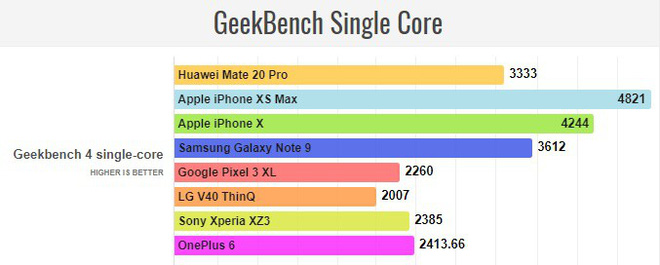 GeekBench Single Core
Huawei Mate 20 Pro 3333
Apple iPhone XS Max 4821
Apple iPhone X 4244
Geekbench 4 single-core
HIGHER IS BETTER
Samsung Galaxy Note 9 3612
Google Pixel 3 XL 2260
LG V40 ThinQ 2007
Sony Xperia XZ3 2385
OnePlus 6 2413.66